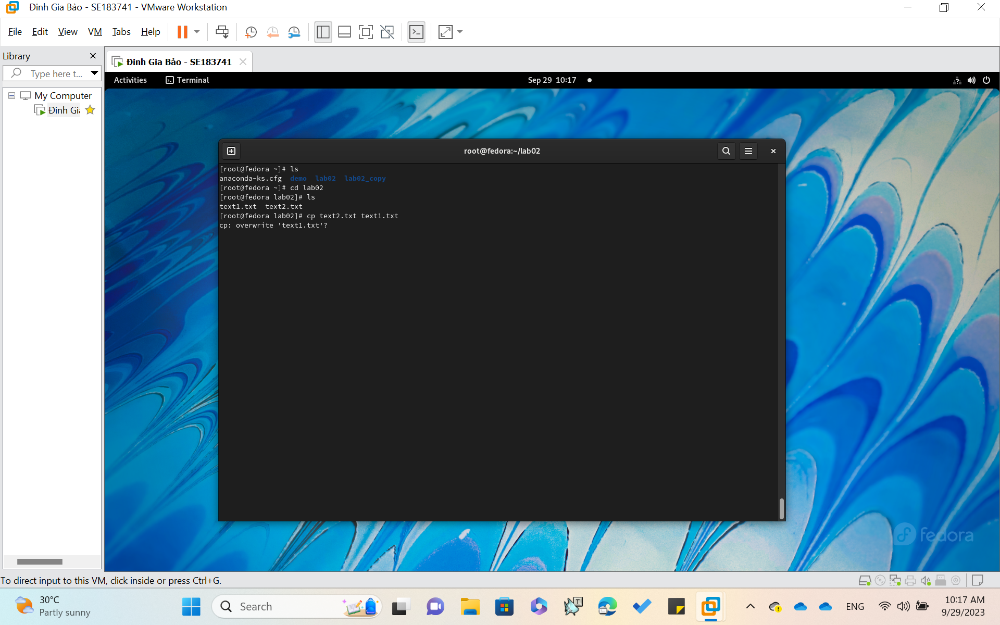 Đinh Gia Bảo - SE183741 - VMware Workstation
File Edit View VM Tabs Help
Library
Type here t...
My Computer
Đinh Gia Bảo - SE183741
Activities Terminal Sep 29 10:17
root@fedora:~/lab02
[root@fedora ~]# ls
anaconda-ks.cfg demo lab02 lab02_copy
[root@fedora ~]# cd lab02
[root@fedora lab02]# ls
text1.txt text2.txt
[root@fedora lab02]# cp text2.txt text1.txt
cp: overwrite 'text1.txt'?
fedora
To direct input to this VM, click inside or press Ctrl+G.
30°C
Partly sunny
Search
ENG
10:17 AM
9/29/2023